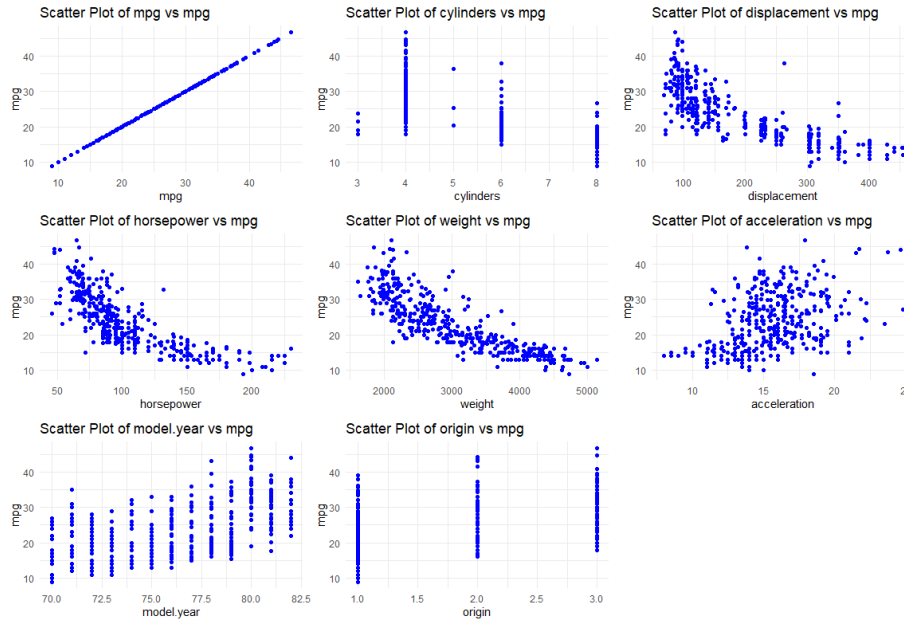 Scatter Plot of mpg vs mpg
mpg
40
30
20
10
10 20 30 40
mpg
Scatter Plot of cylinders vs mpg
mpg
40
30
20
10
3 4 5 6 7 8
cylinders
Scatter Plot of displacement vs mpg
mpg
40
30
20
10
100 200 300 400
displacement
Scatter Plot of horsepower vs mpg
mpg
40
30
20
10
50 100 150 200
horsepower
Scatter Plot of weight vs mpg
mpg
40
30
20
10
2000 3000 4000 5000
weight
Scatter Plot of acceleration vs mpg
mpg
40
30
20
10
10 15 20
acceleration
Scatter Plot of model.year vs mpg
mpg
40
30
20
10
70.0 72.5 75.0 77.5 80.0 82.5
model.year
Scatter Plot of origin vs mpg
mpg
40
30
20
10
1.0 1.5 2.0 2.5 3.0
origin